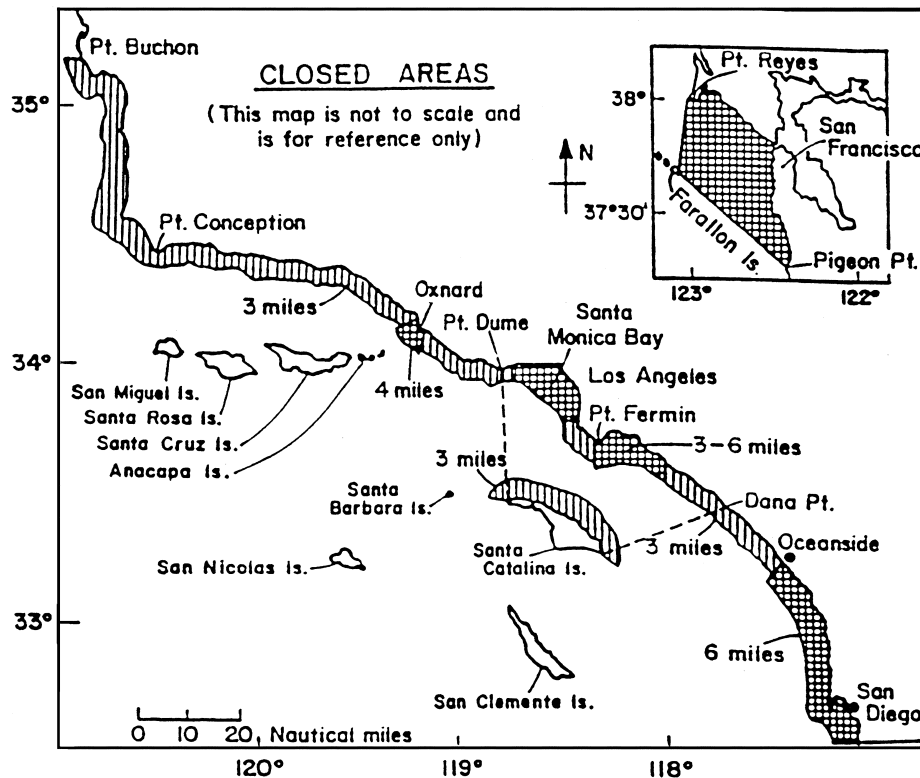 Pt. Buchon
CLOSED AREAS
(This map is not to scale and
is for reference only)
N
Pt. Reyes
38°
San
Francisco
37°30'
Farallon Is.
Pigeon Pt.
123°
122°
35°
Pt. Conception
3 miles
Oxnard
Pt. Dume
Santa
Monica Bay
34°
4 miles
Los Angeles
San Miguel Is.
Santa Rosa Is.
Santa Cruz Is.
Anacapa Is.
Pt. Fermin
3-6 miles
3 miles
Santa
Barbara Is.
Dana Pt.
3 miles
Oceanside
San Nicolas Is.
Santa
Catalina Is.
33°
6 miles
San Clemente Is.
San
Diego
0 10 20 Nautical miles
120°
119°
118°